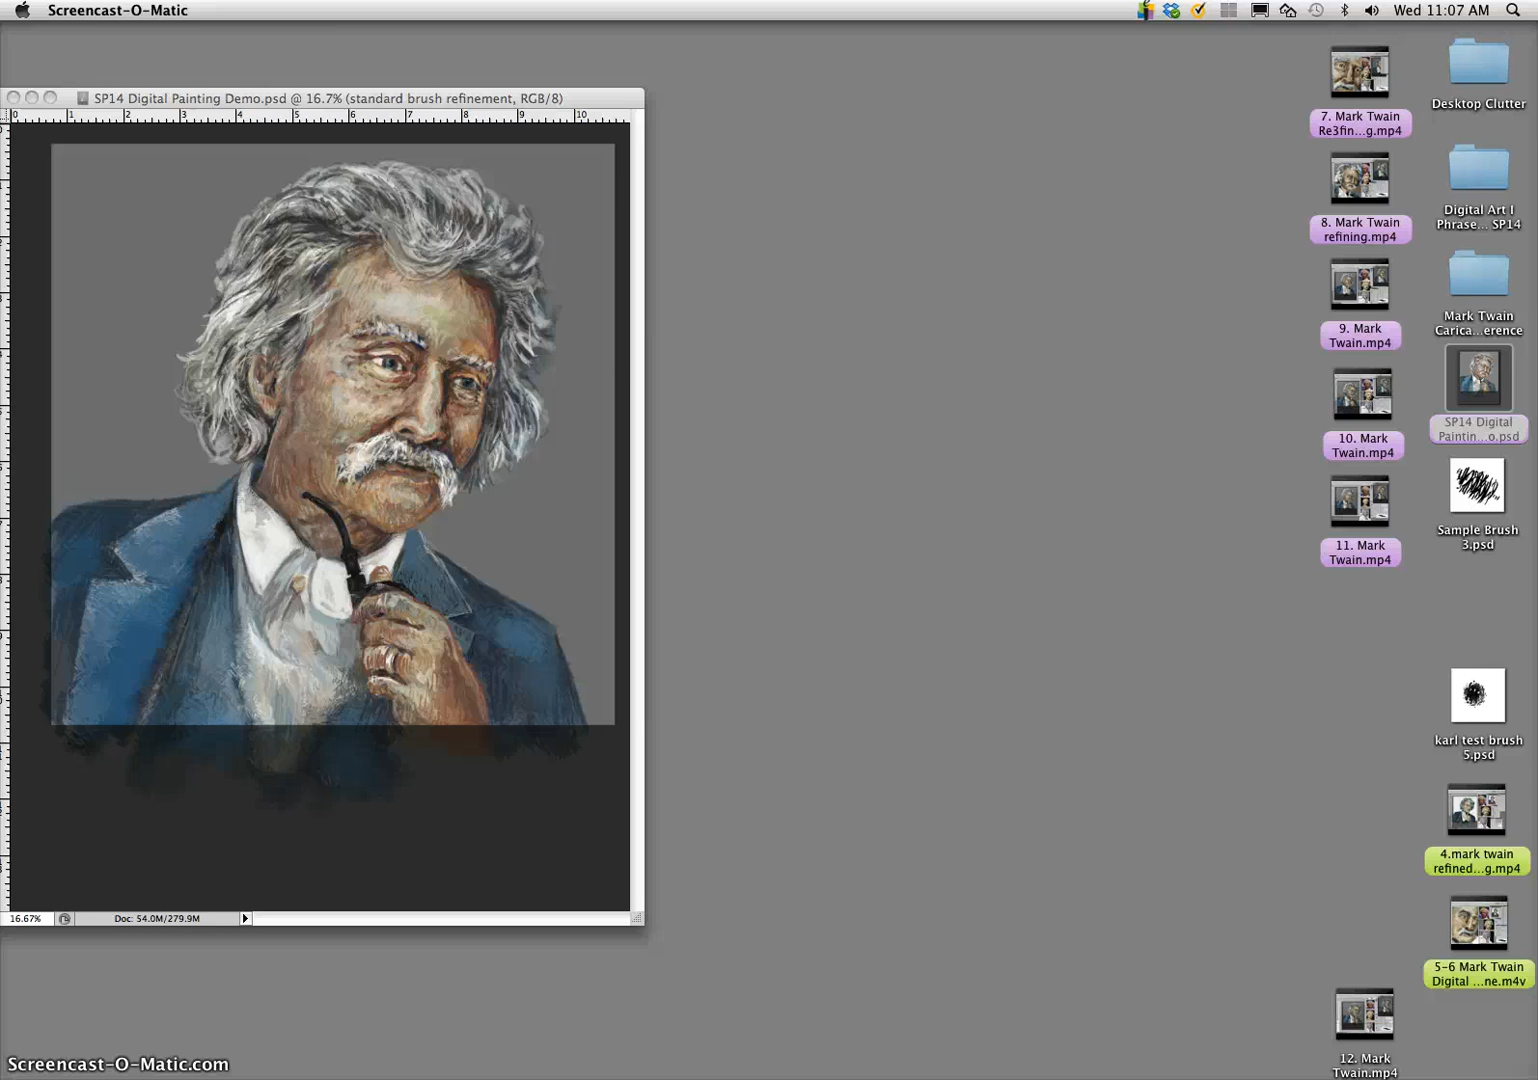 Screencast-O-Matic
Wed 11:07 AM
SP14 Digital Painting Demo.psd @ 16.7% (standard brush refinement, RGB/8)
0 1 2 3 4 5 6 7 8 9 10
16.67%
Doc: 54.0M/279.9M
7. Mark Twain
Re3fin...g.mp4
8. Mark Twain
refining.mp4
9. Mark
Twain.mp4
10. Mark
Twain.mp4
11. Mark
Twain.mp4
12. Mark
Twain.mp4
Desktop Clutter
Digital Art I
Phrase... SP14
Mark Twain
Carica...erence
SP14 Digital
Paintin...o.psd
Sample Brush
3.psd
karl test brush
5.psd
4.mark twain
refined...g.mp4
5-6 Mark Twain
Digital ...ne.m4v
Screencast-O-Matic.com